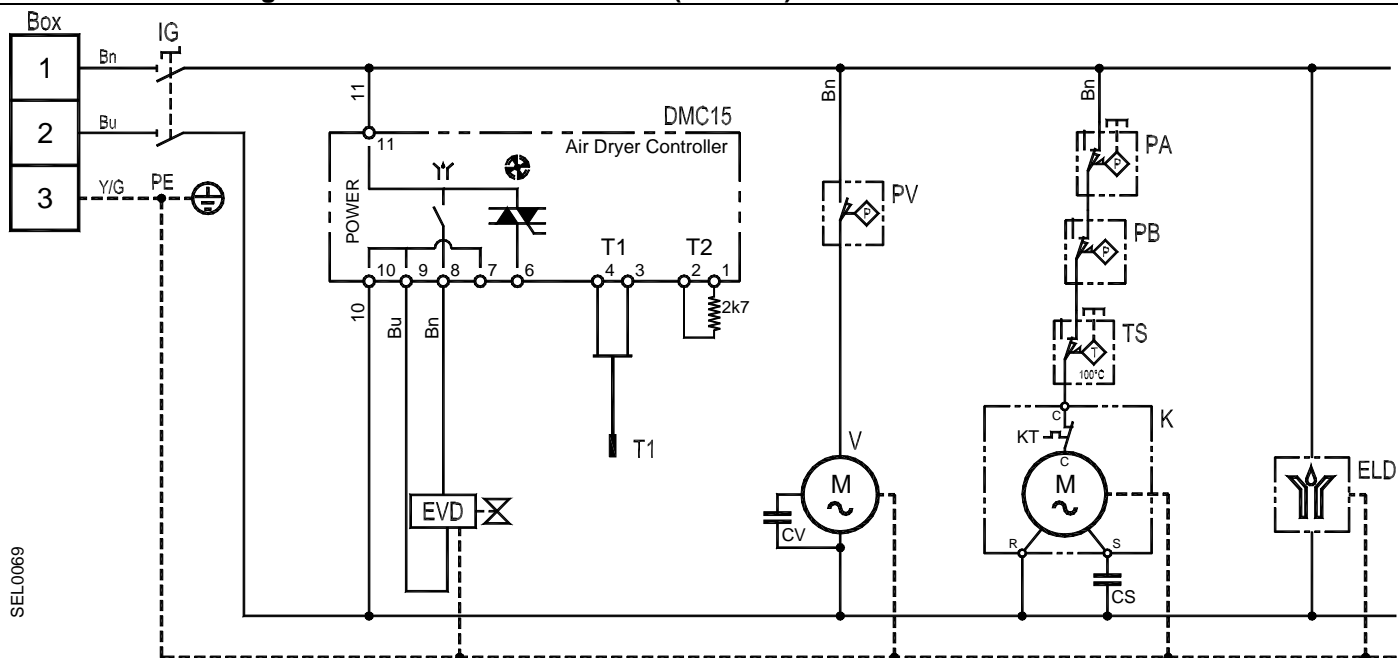 Box
IG
1
Bn
2
Bu
3
Y/G
PE
11
DMC15
11
Air Dryer Controller
POWER
T1
T2
10
9
8
7
6
4
3
2
1
10
Bu
Bn
2k7
T1
EVD
Bn
PV
P
V
M
CV
Bn
PA
P
PB
P
TS
T
100°C
C
K
KT
C
M
R
S
CS
ELD
SEL0069